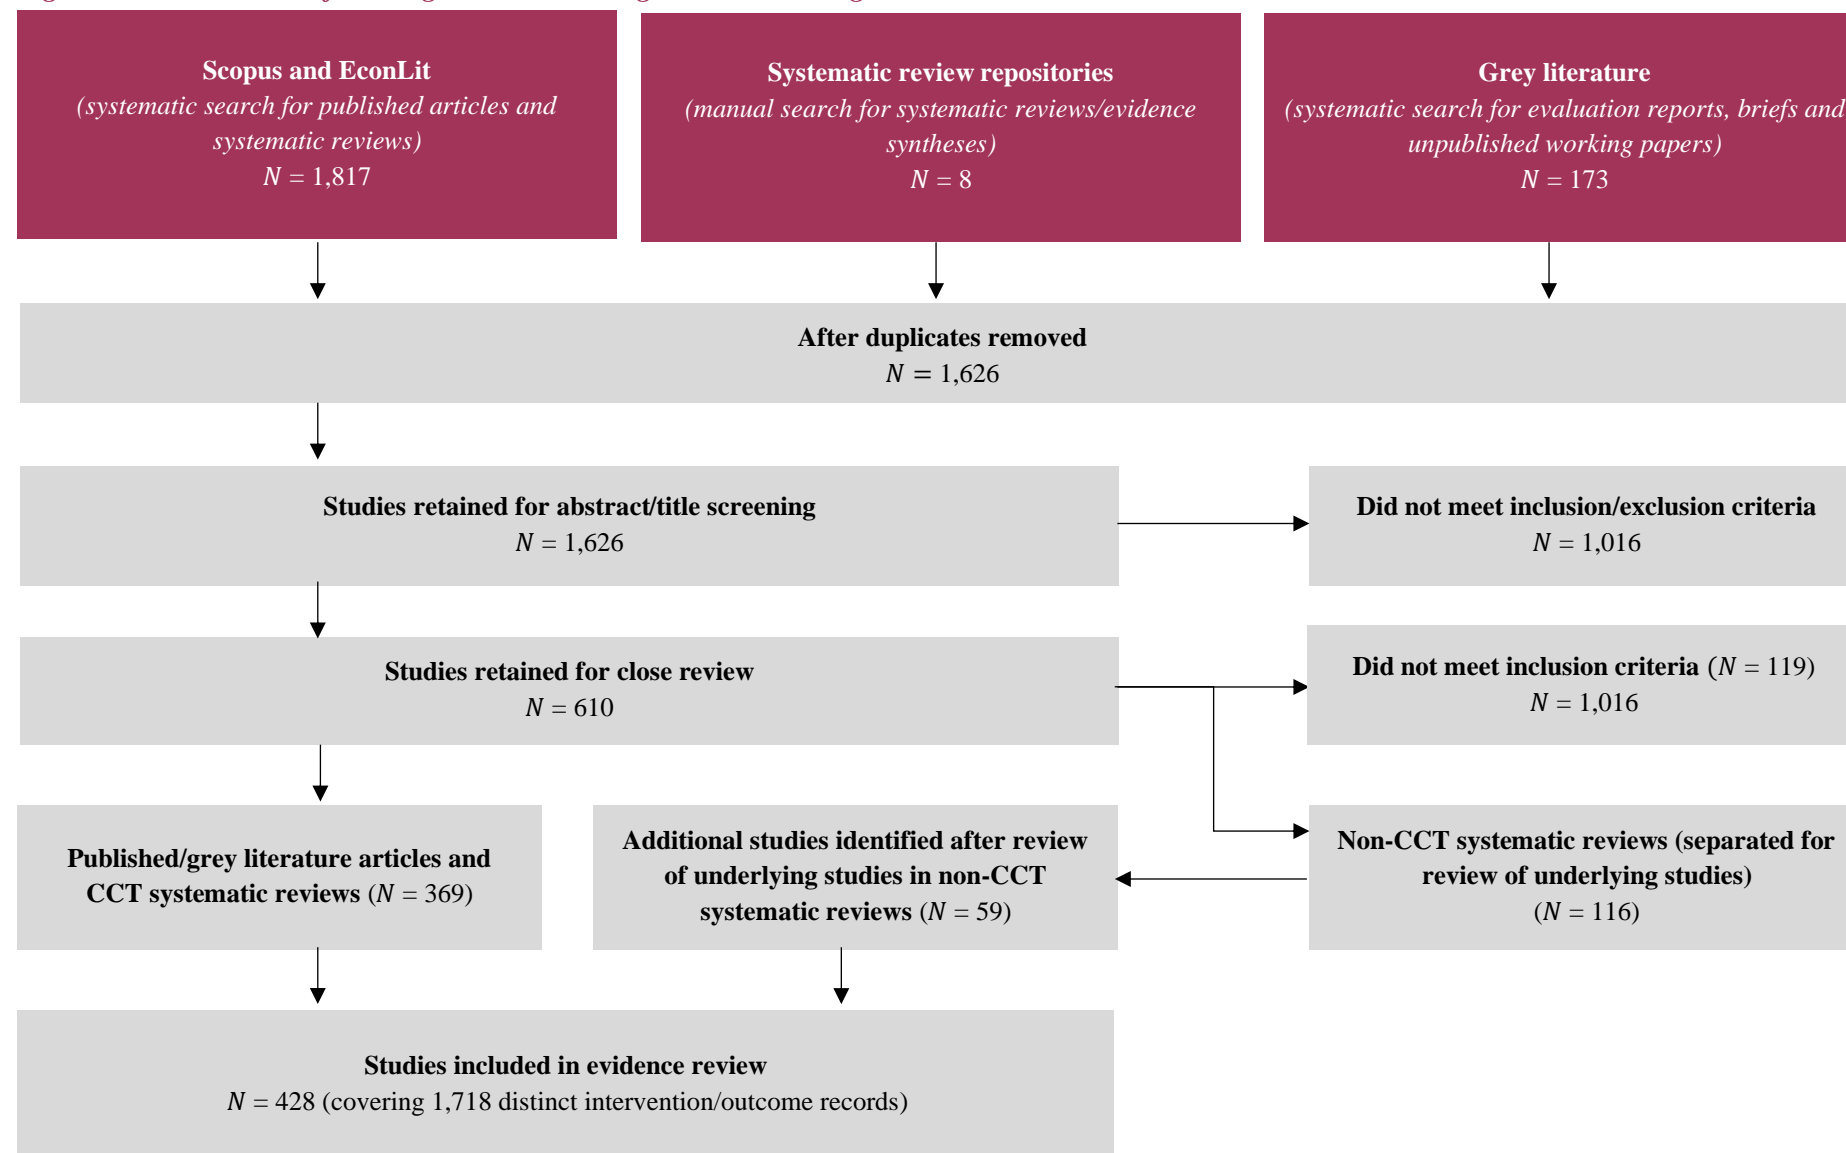 Scopus and EconLit
(systematic search for published articles and
systematic reviews)
N = 1,817
Systematic review repositories
(manual search for systematic reviews/evidence
syntheses)
N = 8
Grey literature
(systematic search for evaluation reports, briefs and
unpublished working papers)
N = 173
After duplicates removed
N = 1,626
Studies retained for abstract/title screening
N = 1,626
Did not meet inclusion/exclusion criteria
N = 1,016
Studies retained for close review
N = 610
Did not meet inclusion criteria (N = 119)
N = 1,016
Published/grey literature articles and
CCT systematic reviews (N = 369)
Additional studies identified after review
of underlying studies in non-CCT
systematic reviews (N = 59)
Non-CCT systematic reviews (separated for
review of underlying studies)
(N = 116)
Studies included in evidence review
N = 428 (covering 1,718 distinct intervention/outcome records)